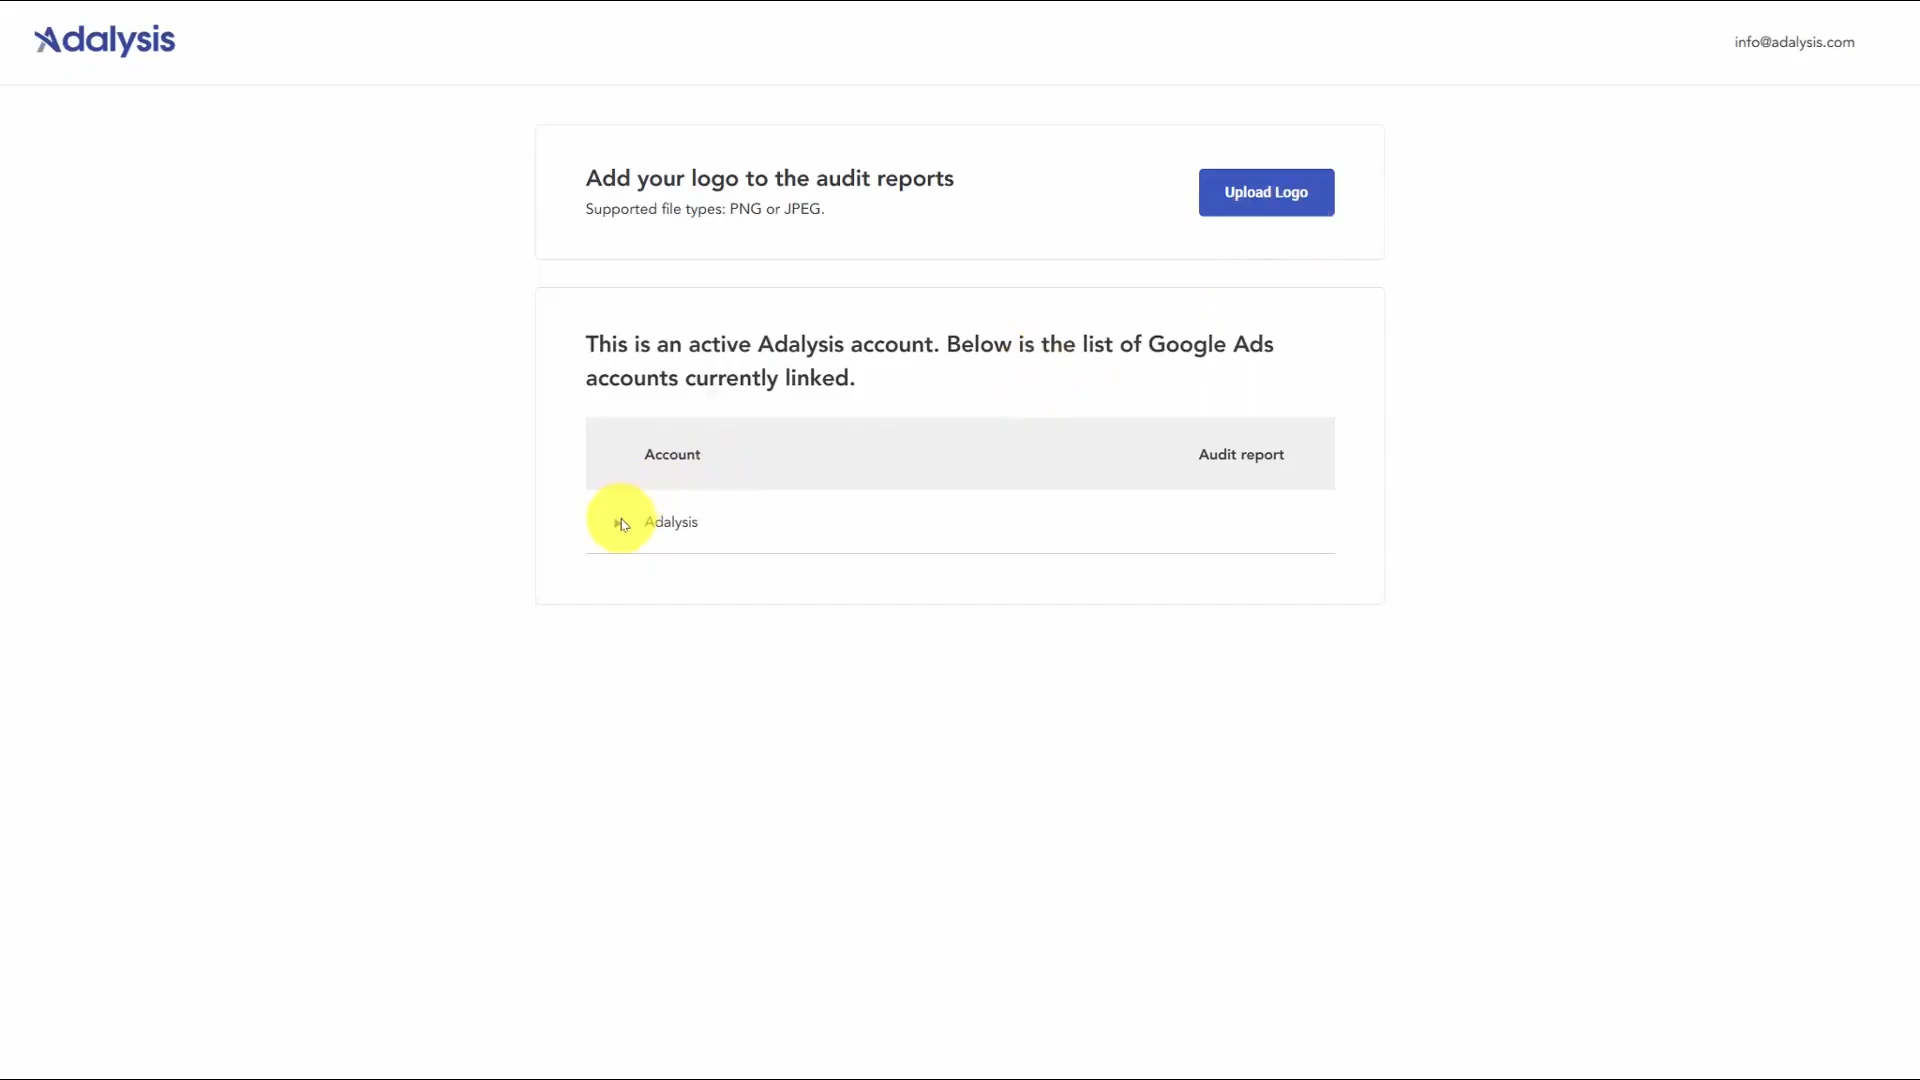 Adalysis
info@adalysis.com
Add your logo to the audit reports
Supported file types: PNG or JPEG.
Upload Logo
This is an active Adalysis account. Below is the list of Google Ads
accounts currently linked.
Account
Audit report
Adalysis